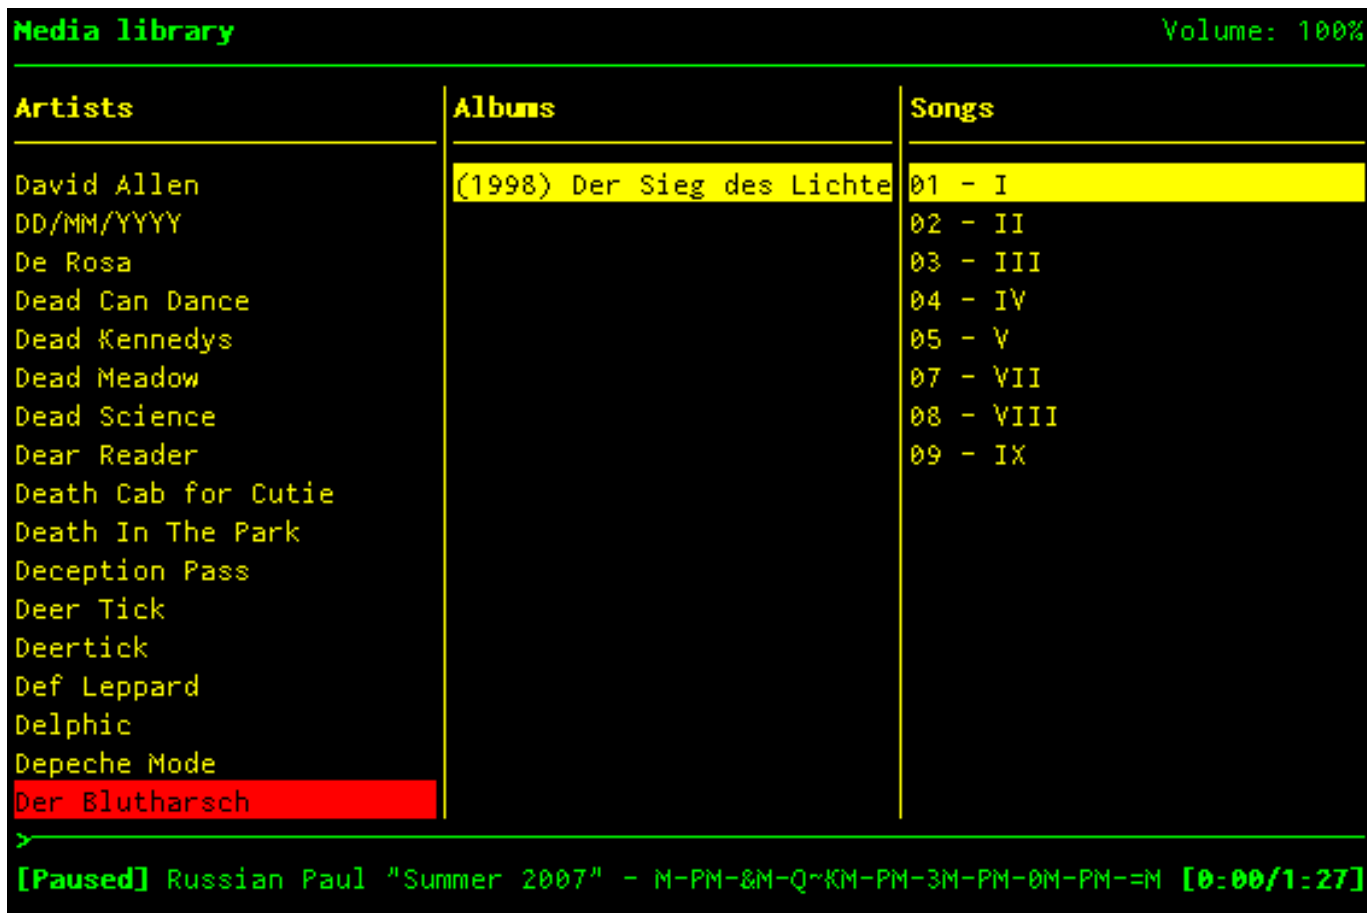 Media library Volume: 100%
Artists Albums Songs
David Allen (1998) Der Sieg des Lichte 01 - I
DD/MM/YYYY 02 - II
De Rosa 03 - III
Dead Can Dance 04 - IV
Dead Kennedys 05 - V
Dead Meadow 07 - VII
Dead Science 08 - VIII
Dear Reader 09 - IX
Death Cab for Cutie
Death In The Park
Deception Pass
Deer Tick
Deertick
Def Leppard
Delphic
Depeche Mode
Der Blutharsch
>
[Paused] Russian Paul "Summer 2007" - M-PM-&M-Q~KM-PM-3M-PM-0M-PM-=M [0:00/1:27]